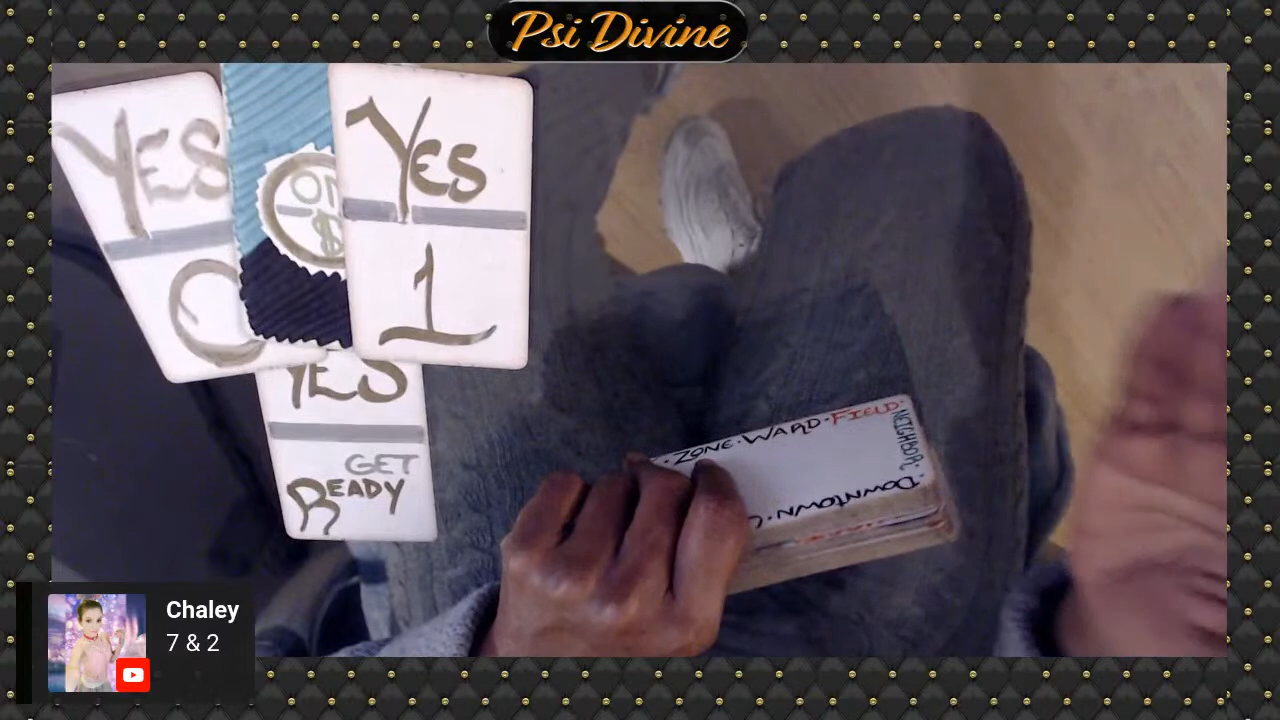 Psi Divine
YES
YES
1
$
YES
GET
READY
ZONE·WARD·FIELD·
NEIGHBOR
·DOWNTOWN·
Chaley
7 & 2